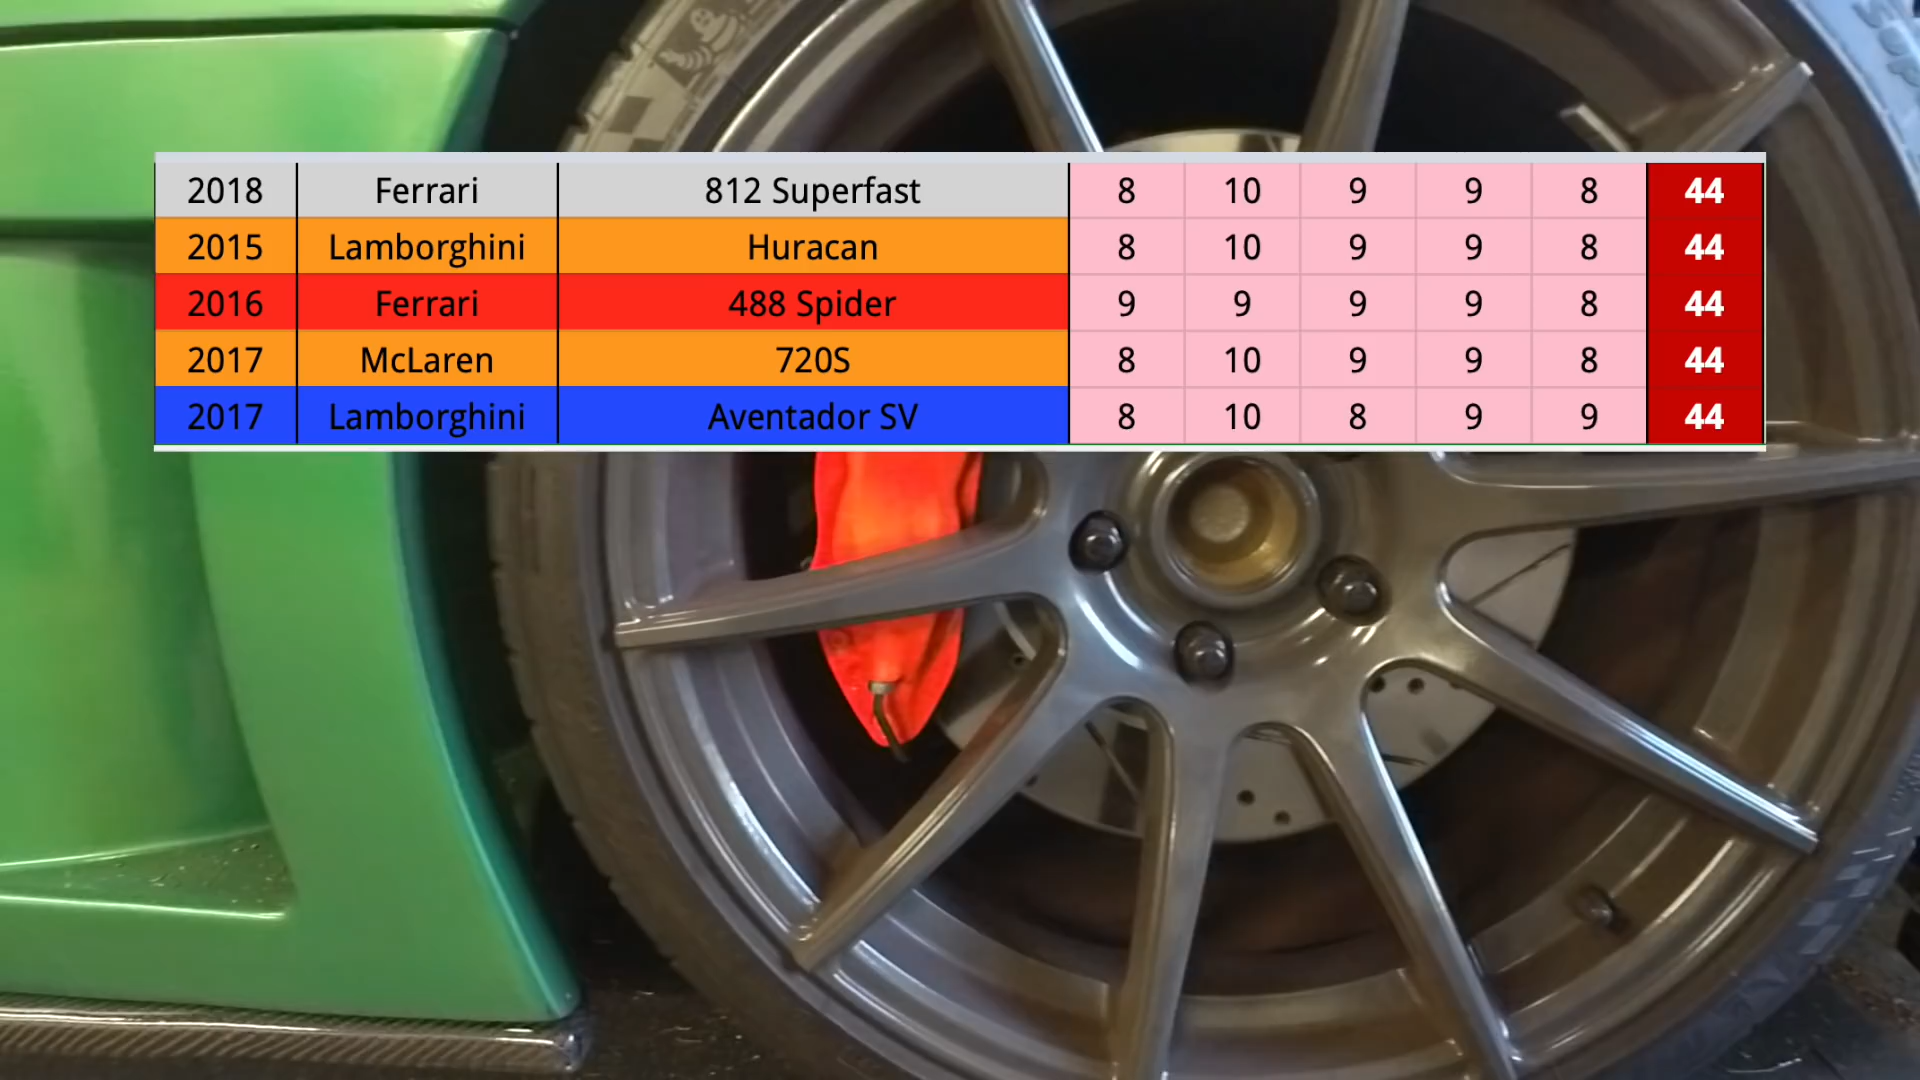 2018 Ferrari 812 Superfast 8 10 9 9 8 44
2015 Lamborghini Huracan 8 10 9 9 8 44
2016 Ferrari 488 Spider 9 9 9 9 8 44
2017 McLaren 720S 8 10 9 9 8 44
2017 Lamborghini Aventador SV 8 10 8 9 9 44